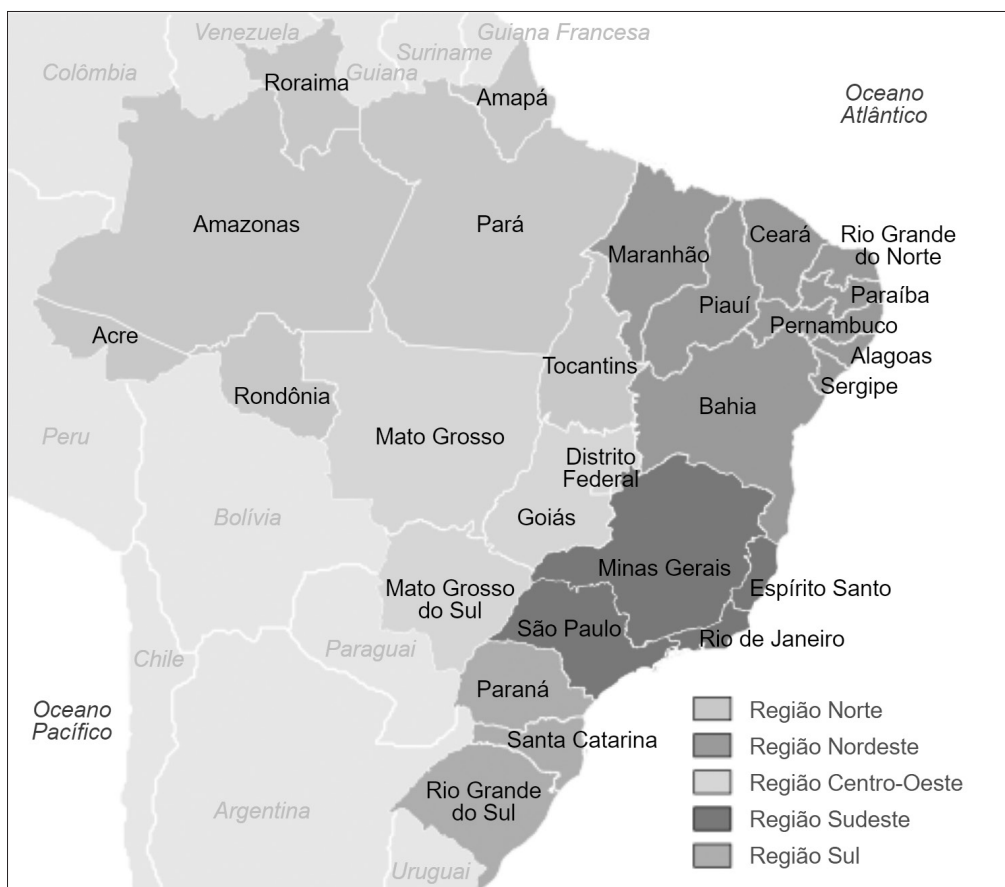 Venezuela
Guiana Francesa
Suriname
Colômbia
Guiana
Roraima
Amapá
Oceano
Atlântico
Amazonas
Pará
Maranhão
Ceará
Rio Grande
do Norte
Piauí
Paraíba
Pernambuco
Acre
Tocantins
Alagoas
Sergipe
Rondônia
Bahia
Mato Grosso
Peru
Distrito
Federal
Bolívia
Goiás
Minas Gerais
Mato Grosso
do Sul
Espírito Santo
São Paulo
Rio de Janeiro
Paraguai
Chile
Paraná
Oceano
Pacífico
Santa Catarina
Rio Grande
do Sul
Argentina
Uruguai
Região Norte
Região Nordeste
Região Centro-Oeste
Região Sudeste
Região Sul